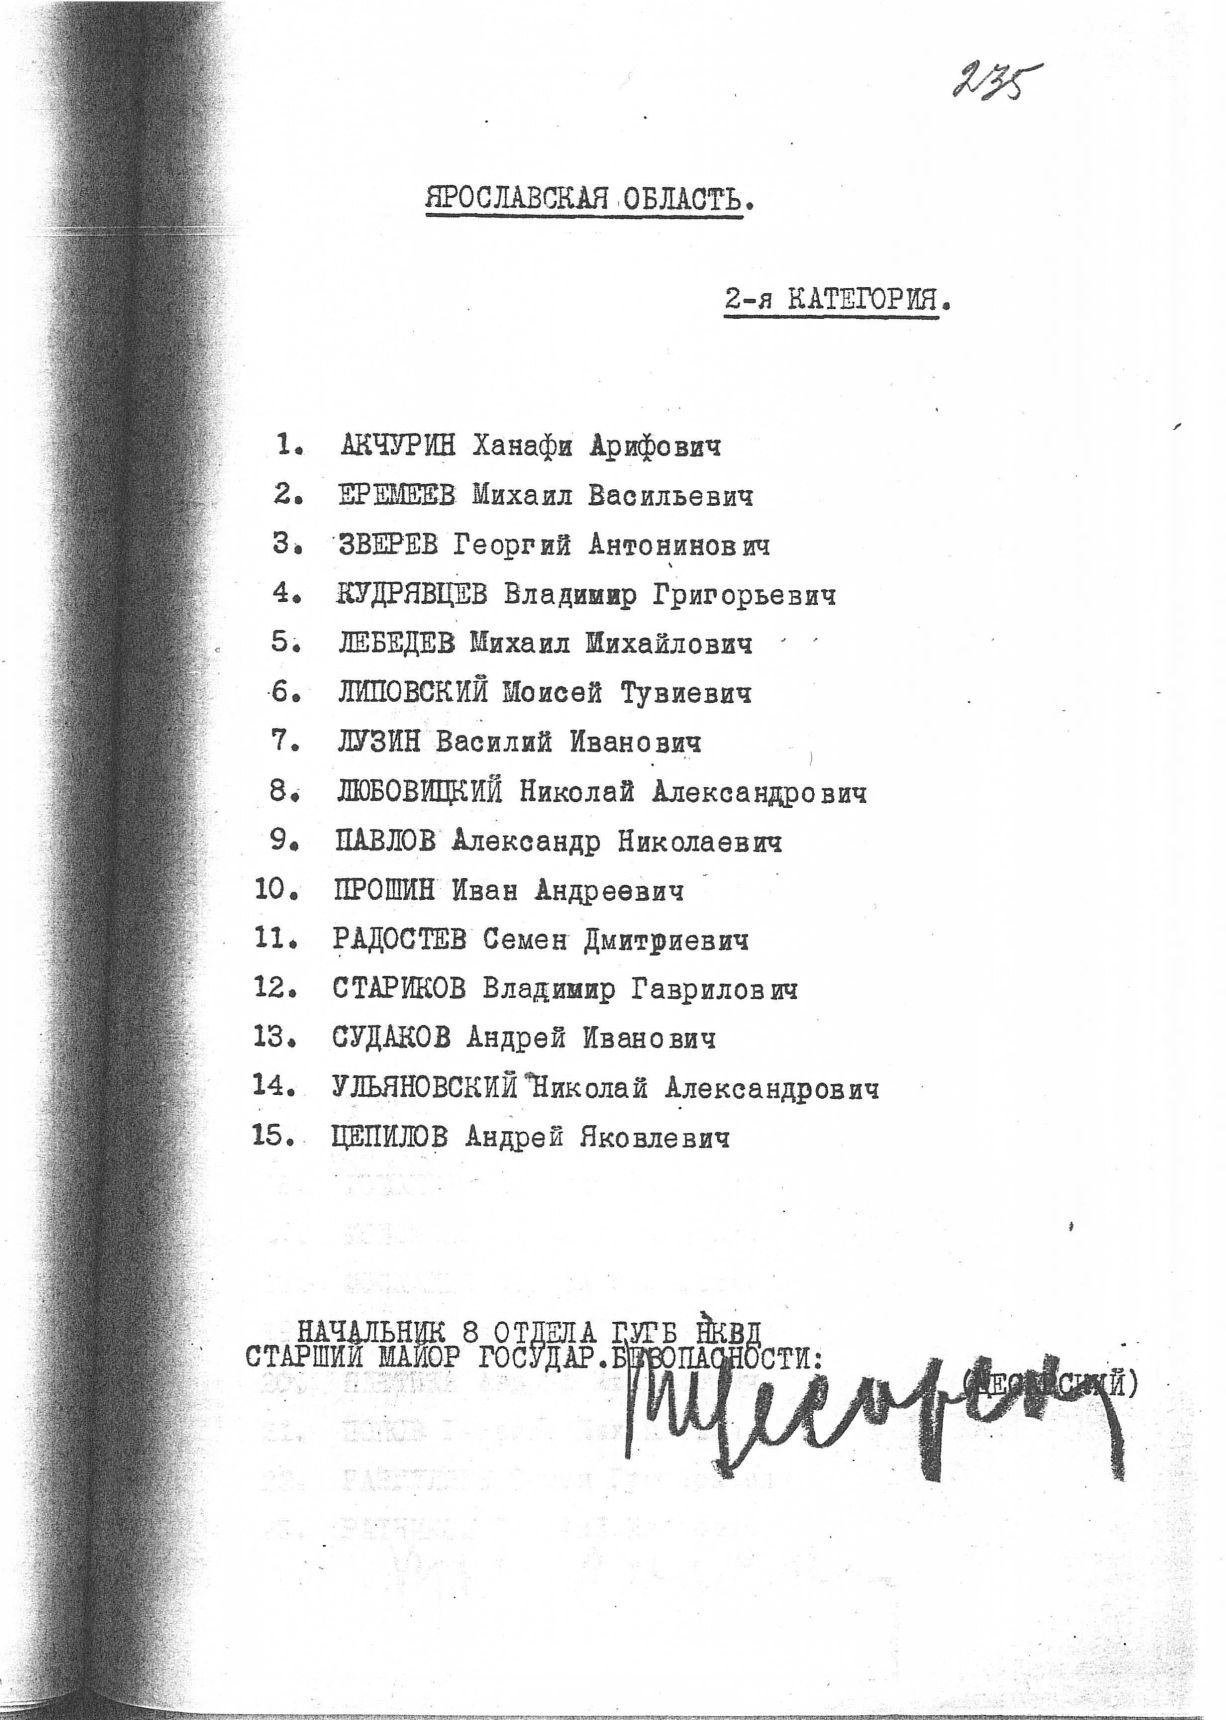 235
ЯРОСЛАВСКАЯ ОБЛАСТЬ.
2-я КАТЕГОРИЯ.
1. АКЧУРИН Ханафи Арифович
2. ЕРЕМЕЕВ Михаил Васильевич
3. ЗВЕРЕВ Георгий Антонинович
4. КУДРЯВЦЕВ Владимир Григорьевич
5. ЛЕБЕДЕВ Михаил Михайлович
6. ЛИПОВСКИЙ Моисей Тувиевич
7. ЛУЗИН Василий Иванович
8. ЛЮБОВИЦКИЙ Николай Александрович
9. ПАВЛОВ Александр Николаевич
10. ПРОШИН Иван Андреевич
11. РАДОСТЕВ Семен Дмитриевич
12. СТАРИКОВ Владимир Гаврилович
13. СУДАКОВ Андрей Иванович
14. УЛЬЯНОВСКИЙ Николай Александрович
15. ЦЕПИЛОВ Андрей Яковлевич
НАЧАЛЬНИК 8 ОТДЕЛА ГУГБ НКВД
СТАРШИЙ МАЙОР ГОСУДАР.БЕЗОПАСНОСТИ:
(ЦЕСАРСКИЙ)